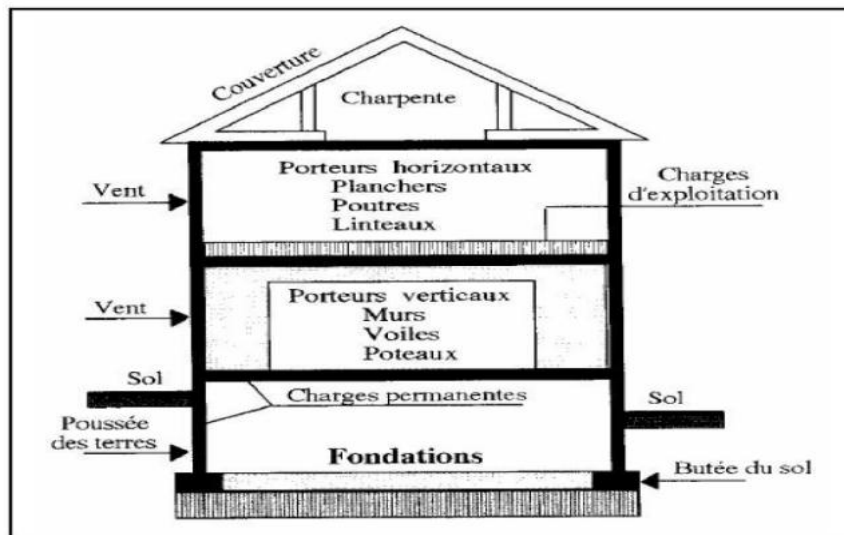 Couverture
Charpente
Porteurs horizontaux
Planchers
Poutres
Linteaux
Vent
Charges
d'exploitation
Vent
Porteurs verticaux
Murs
Voiles
Poteaux
Sol
Charges permanentes
Sol
Poussée
des terres
Fondations
Butée du sol